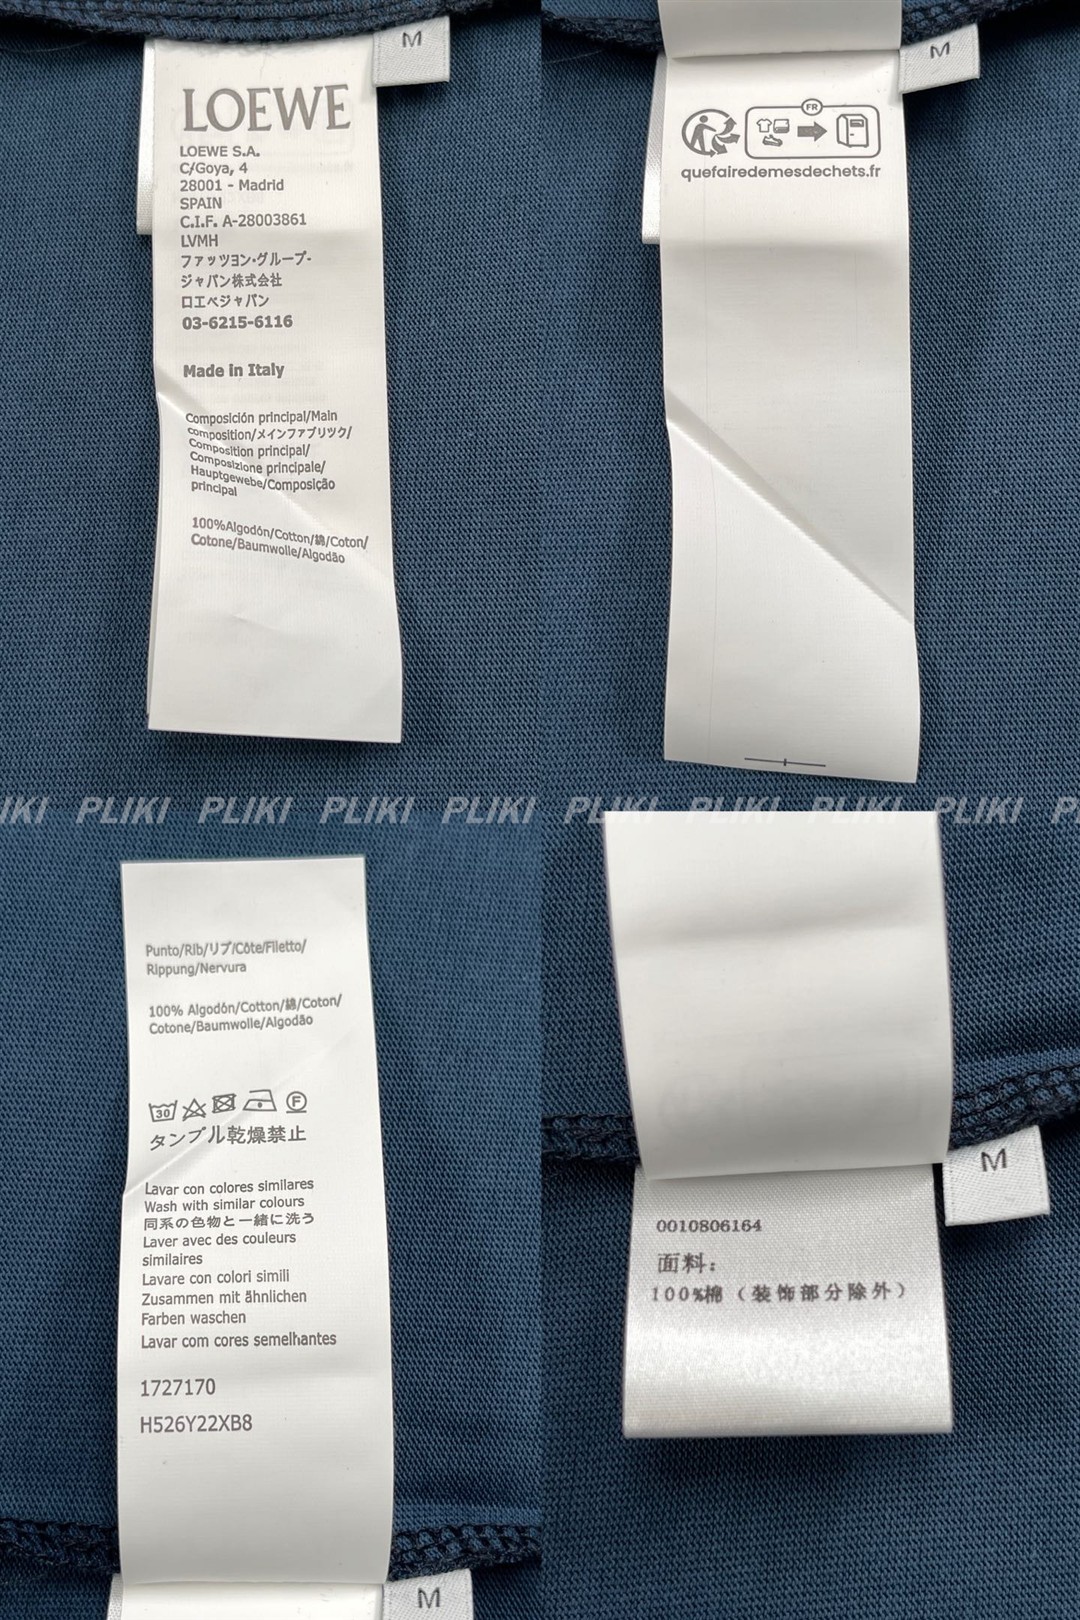 M
LOEWE
LOEWE S.A.
C/Goya, 4
28001 - Madrid
SPAIN
C.I.F. A-28003861
LVMH
ファッツヨン・グループ-
ジャパン株式会社
ロエベジャパン
03-6215-6116
Made in Italy
Composición principal/Main
composition/メインファブリツク/
Composition principal/
Composizione principale/
Hauptgewebe/Composição
principal
100%Algodón/Cotton/綿/Coton/
Cotone/Baumwolle/Algodão
M
FR
quefairedemesdechets.fr
IKI PLIKI PLIKI PLIKI PLIKI PLIKI PLIKI PLIKI PLIKI P
Punto/Rib/リブ/Côte/Filetto/
Rippung/Nervura
100% Algodón/Cotton/綿/Coton/
Cotone/Baumwolle/Algodão
30 F
タンブル乾燥禁止
Lavar con colores similares
Wash with similar colours
同系の色物と一緒に洗う
Laver avec des couleurs
similaires
Lavare con colori simili
Zusammen mit ähnlichen
Farben waschen
Lavar com cores semelhantes
1727170
H526Y22XB8
M
M
0010806164
面料：
100%棉（装饰部分除外）